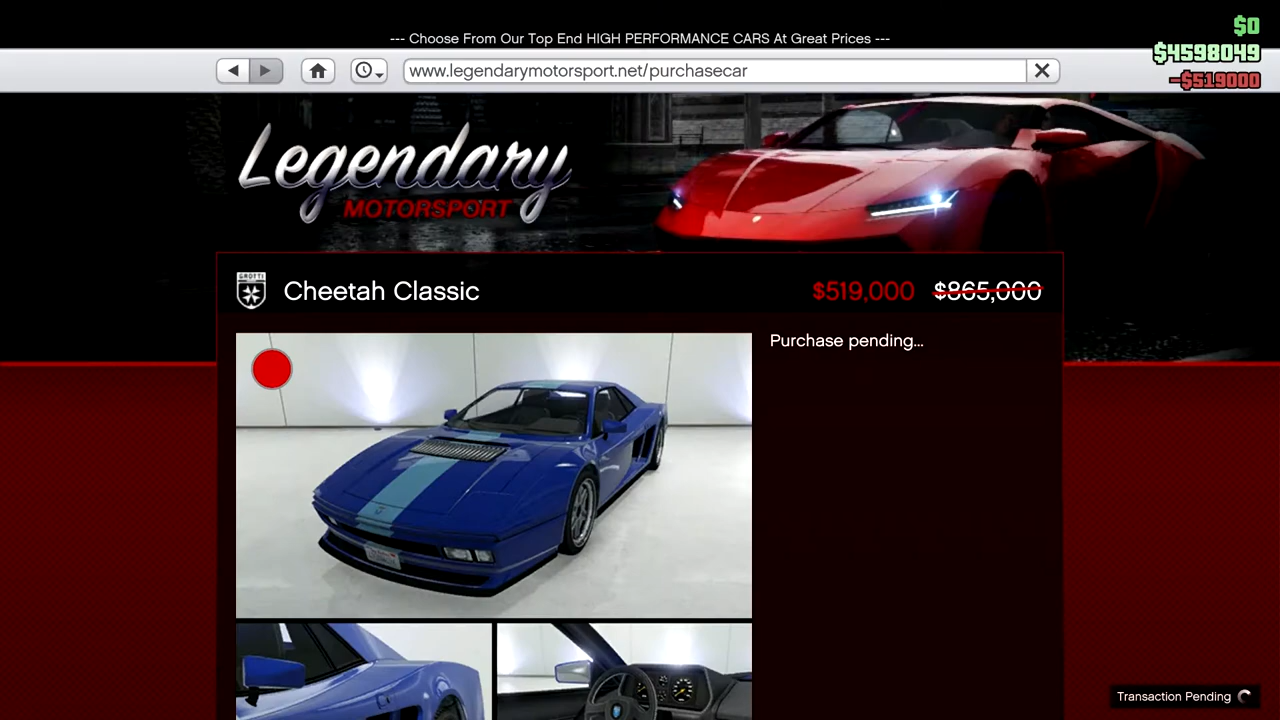 --- Choose From Our Top End HIGH PERFORMANCE CARS At Great Prices ---
$0
$4598049
-$519000
www.legendarymotorsport.net/purchasecar
Legendary
MOTORSPORT
GROTTI
Cheetah Classic
$519,000 $865,000
Purchase pending...
Transaction Pending